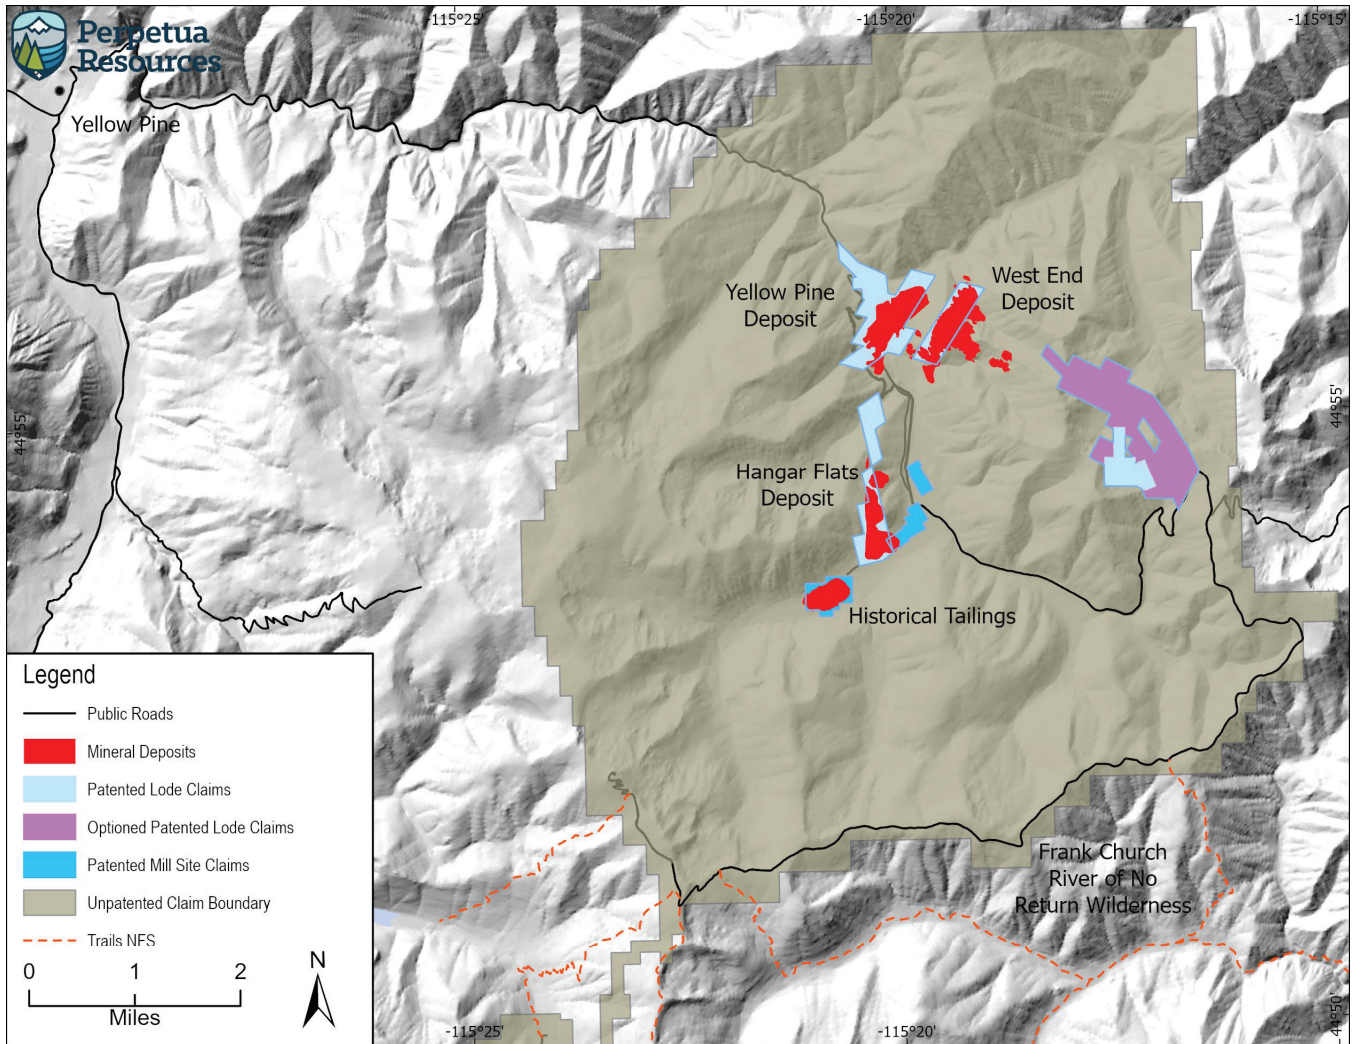 Perpetua
Resources
-115°25'
-115°20'
-115°15'
Yellow Pine
West End
Deposit
Yellow Pine
Deposit
44°55'
44°55'
Hangar Flats
Deposit
Historical Tailings
Legend
Public Roads
Mineral Deposits
Patented Lode Claims
Optioned Patented Lode Claims
Patented Mill Site Claims
Unpatented Claim Boundary
Trails NFS
0 1 2
Miles
N
Frank Church
River of No
Return Wilderness
-115°25'
-115°20'
44°50'